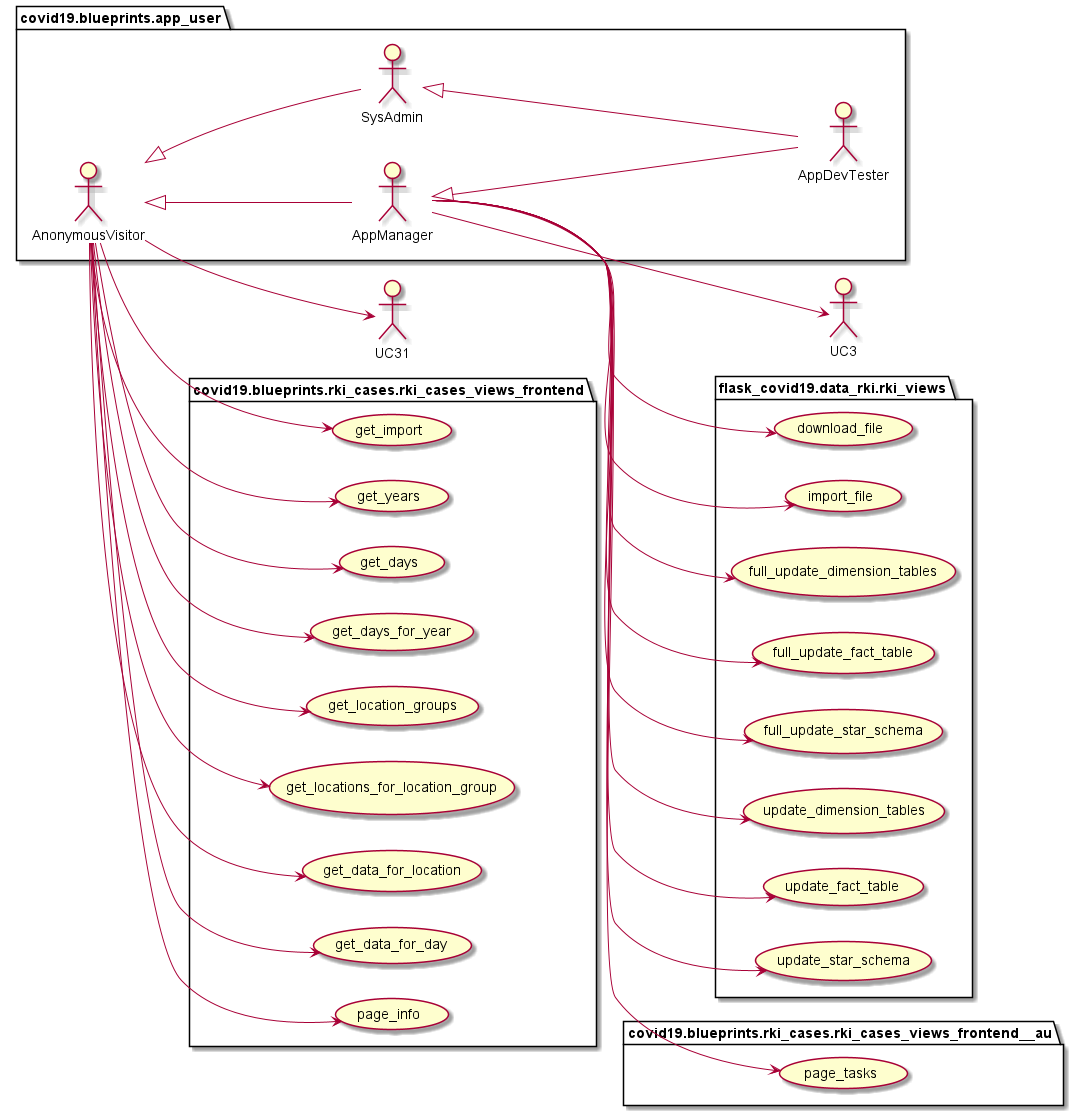 covid19.blueprints.app_user
SysAdmin
AppDevTester
AnonymousVisitor
AppManager
UC31
UC3
covid19.blueprints.rki_cases.rki_cases_views_frontend
get_import
get_years
get_days
get_days_for_year
get_location_groups
get_locations_for_location_group
get_data_for_location
get_data_for_day
page_info
flask_covid19.data_rki.rki_views
download_file
import_file
full_update_dimension_tables
full_update_fact_table
full_update_star_schema
update_dimension_tables
update_fact_table
update_star_schema
covid19.blueprints.rki_cases.rki_cases_views_frontend__au
page_tasks